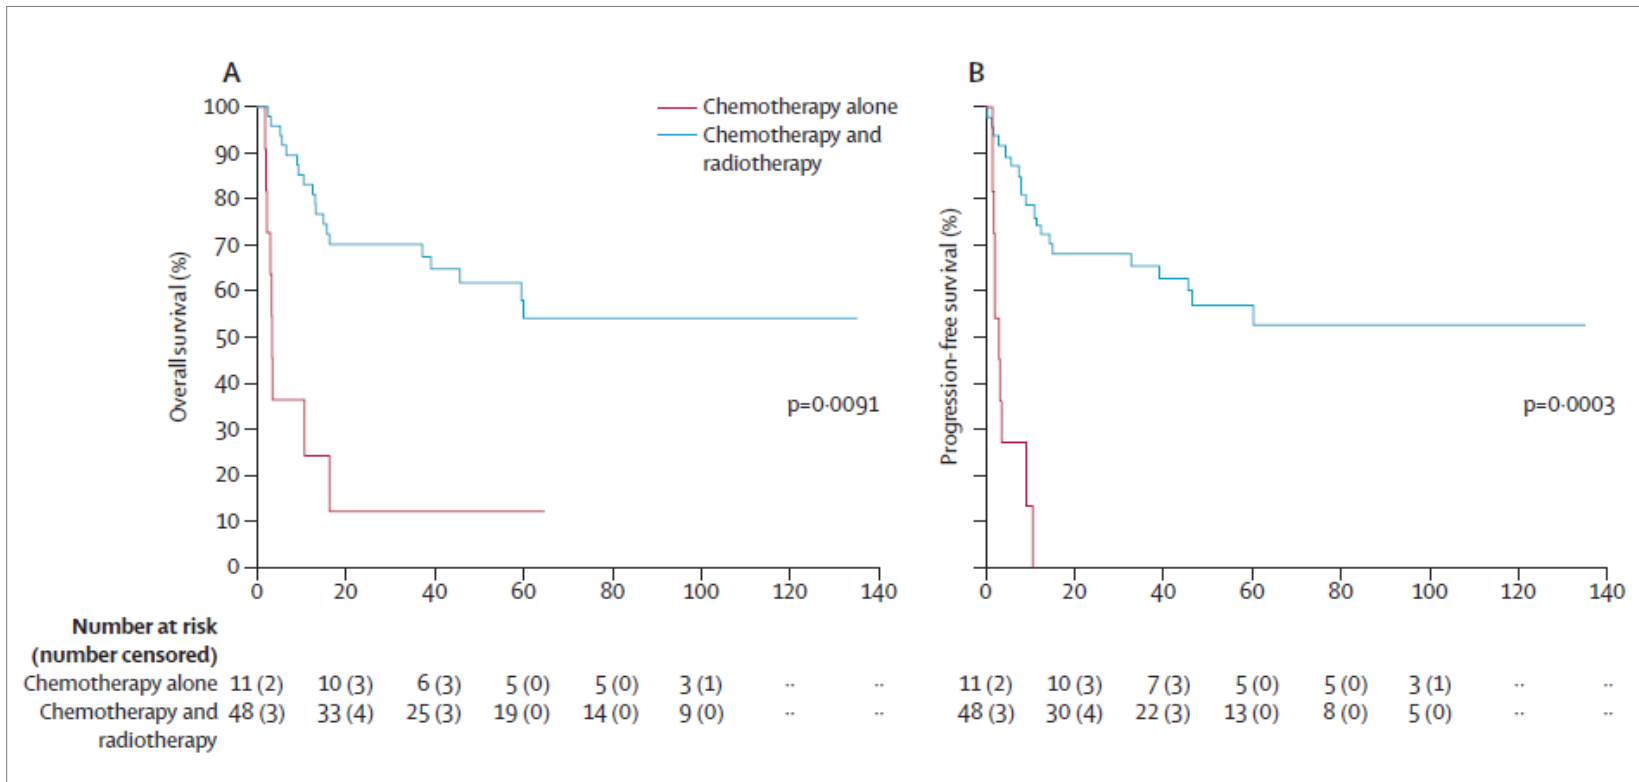 A
B
Chemotherapy alone
Chemotherapy and
radiotherapy
Overall survival (%)
100
90
80
70
60
50
40
30
20
10
0
p=0·0091
0 20 40 60 80 100 120 140
Progression-free survival (%)
p=0·0003
0 20 40 60 80 100 120 140
Number at risk
(number censored)
Chemotherapy alone 11 (2) 10 (3) 6 (3) 5 (0) 5 (0) 3 (1) ·· ·· 11 (2) 10 (3) 7 (3) 5 (0) 5 (0) 3 (1) ·· ··
Chemotherapy and 48 (3) 33 (4) 25 (3) 19 (0) 14 (0) 9 (0) ·· ·· 48 (3) 30 (4) 22 (3) 13 (0) 8 (0) 5 (0) ·· ··
radiotherapy